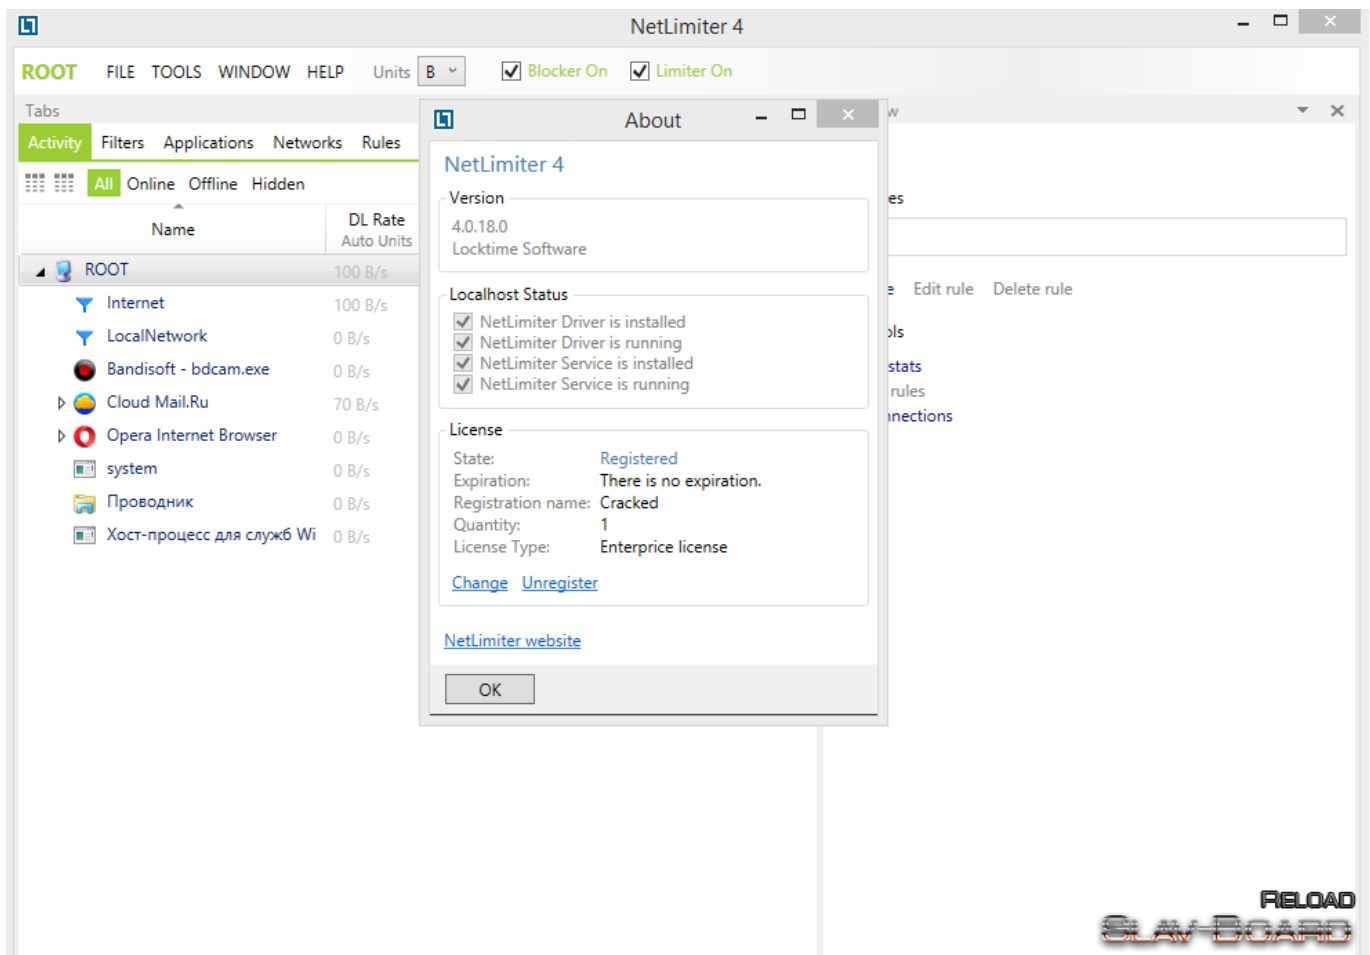 NetLimiter 4
ROOT FILE TOOLS WINDOW HELP Units B Blocker On Limiter On
Tabs
Activity Filters Applications Networks Rules
All Online Offline Hidden
Name DL Rate
Auto Units
ROOT 100 B/s
Internet 100 B/s
LocalNetwork 0 B/s
Bandisoft - bdcam.exe 0 B/s
Cloud Mail.Ru 70 B/s
Opera Internet Browser 0 B/s
system 0 B/s
Проводник 0 B/s
Хост-процесс для служб Wi 0 B/s
About
NetLimiter 4
Version
4.0.18.0
Locktime Software
Localhost Status
NetLimiter Driver is installed
NetLimiter Driver is running
NetLimiter Service is installed
NetLimiter Service is running
License
State: Registered
Expiration: There is no expiration.
Registration name: Cracked
Quantity: 1
License Type: Enterprice license
Change Unregister
NetLimiter website
OK
w
es
e Edit rule Delete rule
ols
stats
rules
nnections
Reload
Slav-Board